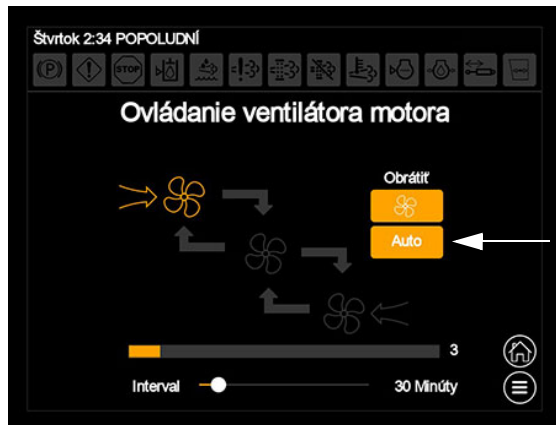 Štvrtok 2:34 POPOLUDNÍ
(P) STOP
Ovládanie ventilátora motora
Obrátiť
Auto
3
Interval 30 Minúty